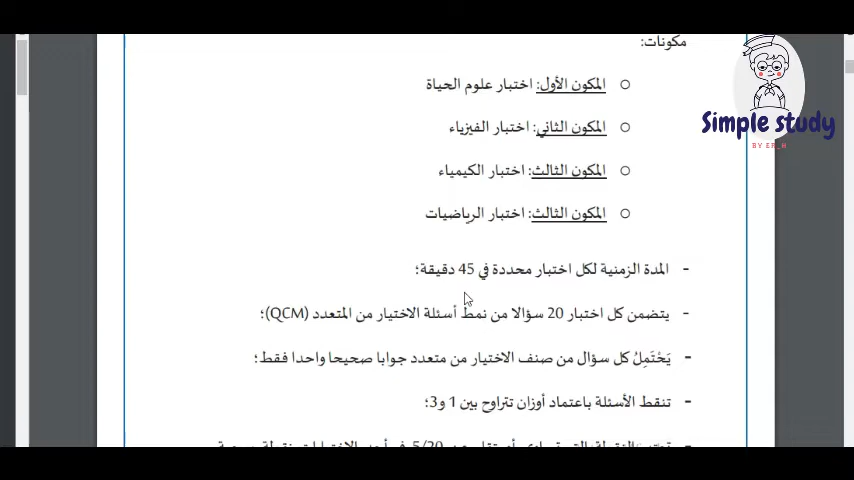 مكونات:
المكون الأول: اختبار علوم الحياة
المكون الثاني: اختبار الفيزياء
المكون الثالث: اختبار الكيمياء
المكون الثالث: اختبار الرياضيات
- المدة الزمنية لكل اختبار محددة في 45 دقيقة؛
- يتضمن كل اختبار 20 سؤالا من نمط أسئلة الاختيار من المتعدد (QCM)؛
- يَحْتَمِلُ كل سؤال من صنف الاختيار من متعدد جوابا صحيحا واحدا فقط؛
- تنقط الأسئلة باعتماد أوزان تتراوح بين 1 و3؛
Simple study
BY ER_H